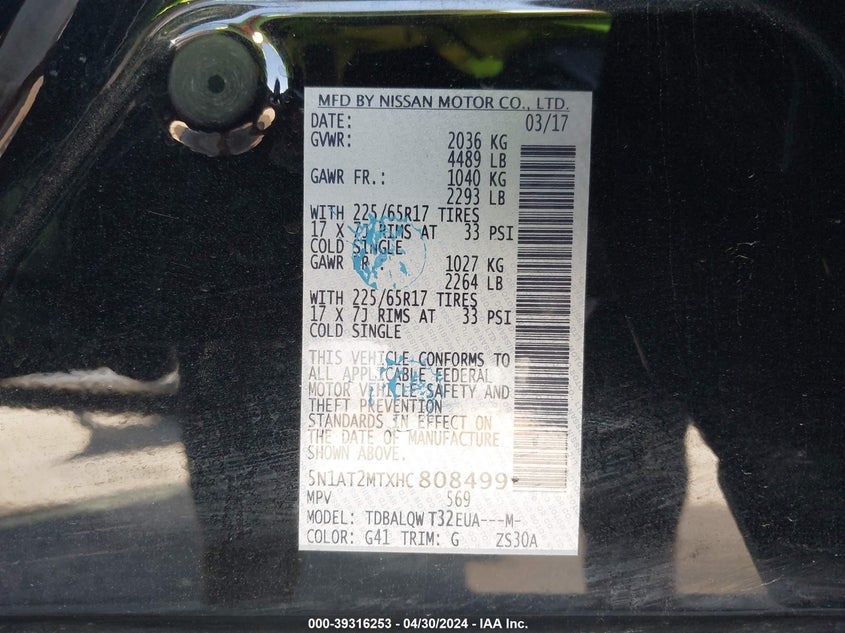 MFD BY NISSAN MOTOR CO., LTD.
DATE: 03/17
GVWR: 2036 KG
4489 LB
GAWR FR.: 1040 KG
2293 LB
WITH 225/65R17 TIRES
17 X 7J RIMS AT 33 PSI
COLD SINGLE
GAWR R.: 1027 KG
2264 LB
WITH 225/65R17 TIRES
17 X 7J RIMS AT 33 PSI
COLD SINGLE
THIS VEHICLE CONFORMS TO
ALL APPLICABLE FEDERAL
MOTOR VEHICLE SAFETY AND
THEFT PREVENTION
STANDARDS IN EFFECT ON
THE DATE OF MANUFACTURE
SHOWN ABOVE.
5N1AT2MTXHC808499
MPV 569
MODEL: TDBALQW T32EUA---M-
COLOR: G41 TRIM: G ZS30A
000-39316253 - 04/30/2024 - IAA Inc.